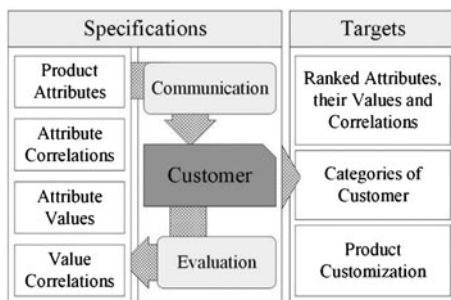 Specifications
Product
Attributes
Attribute
Correlations
Attribute
Values
Value
Correlations
Communication
Customer
Evaluation
Targets
Ranked Attributes,
their Values and
Correlations
Categories of
Customer
Product
Customization